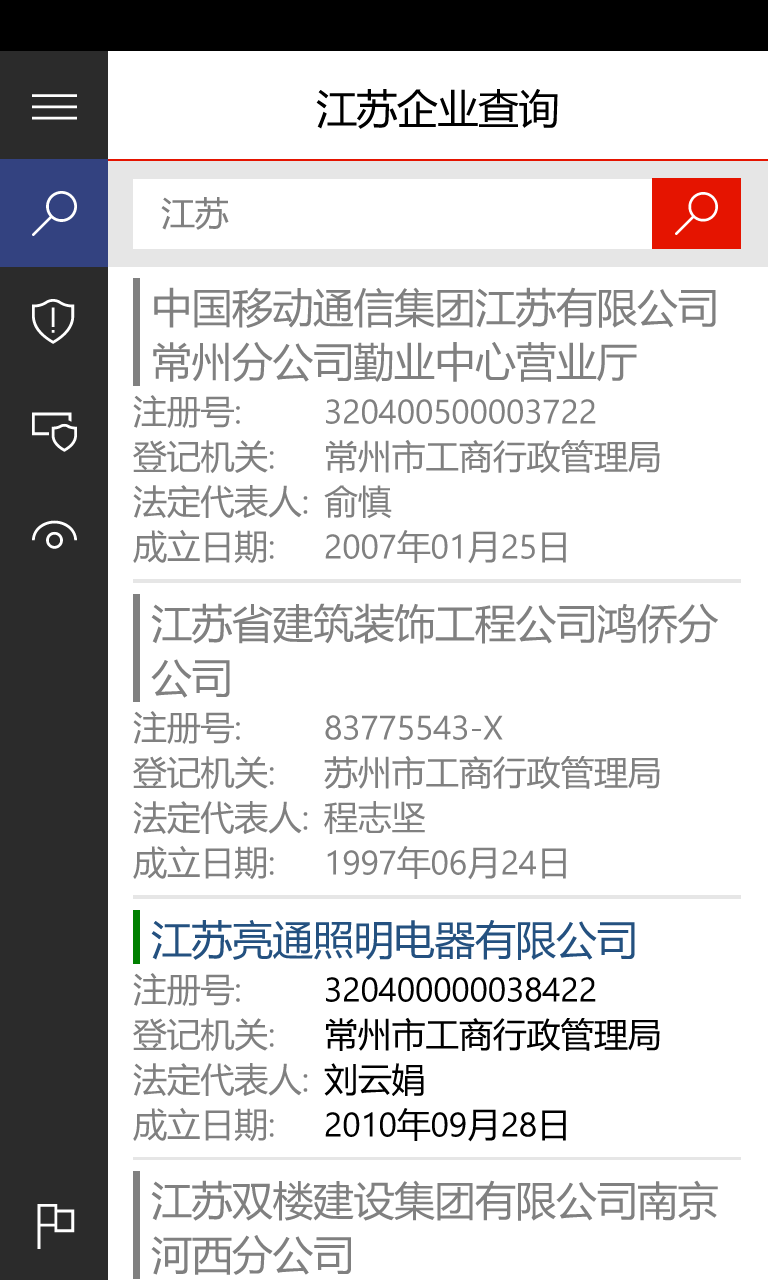 江苏企业查询
江苏
中国移动通信集团江苏有限公司
常州分公司勤业中心营业厅
注册号: 320400500003722
登记机关: 常州市工商行政管理局
法定代表人: 俞慎
成立日期: 2007年01月25日
江苏省建筑装饰工程公司鸿侨分
公司
注册号: 83775543-X
登记机关: 苏州市工商行政管理局
法定代表人: 程志坚
成立日期: 1997年06月24日
江苏亮通照明电器有限公司
注册号: 320400000038422
登记机关: 常州市工商行政管理局
法定代表人: 刘云娟
成立日期: 2010年09月28日
江苏双楼建设集团有限公司南京
河西分公司